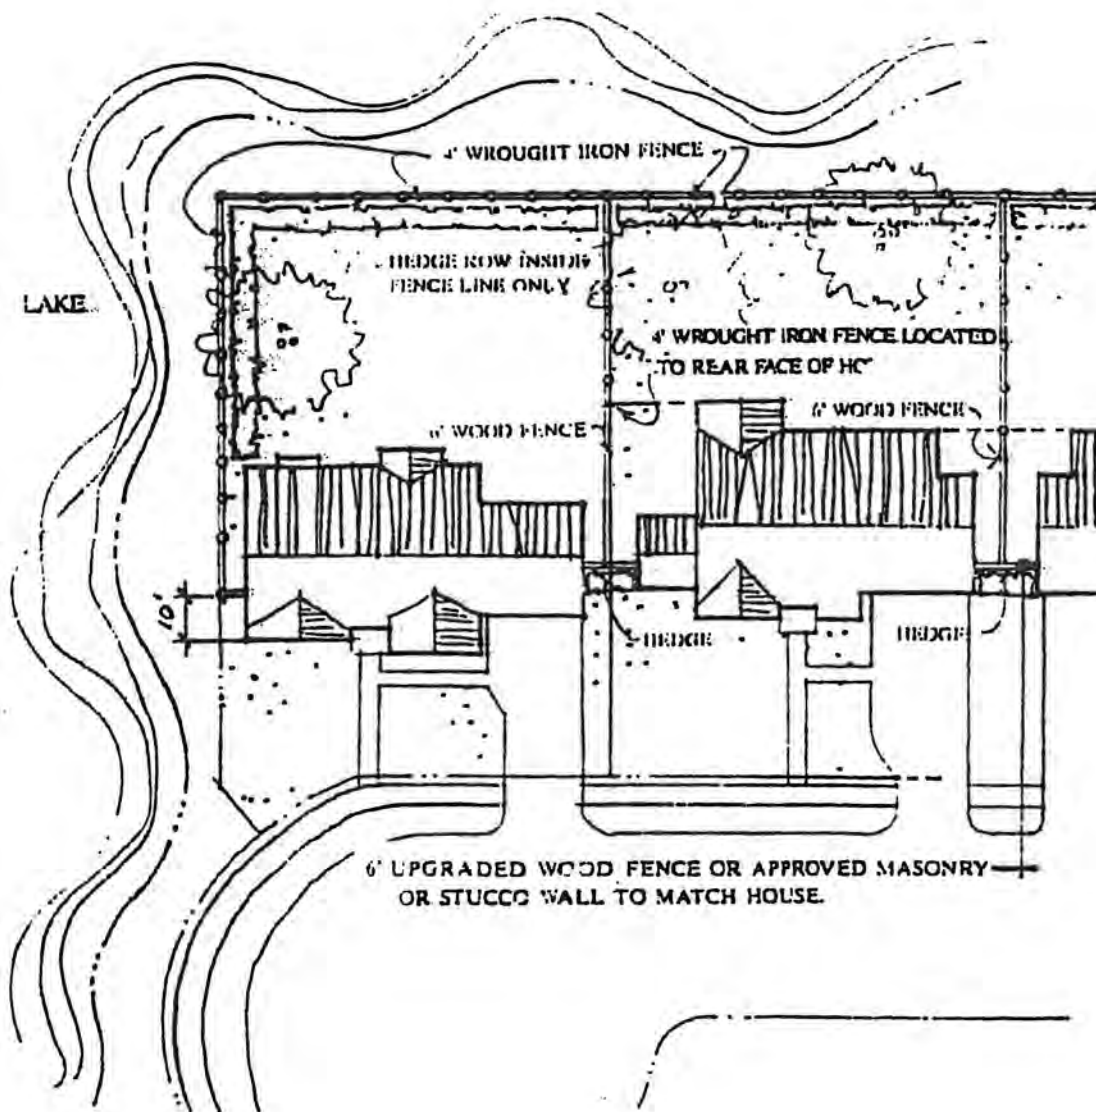 4' WROUGHT IRON FENCE
HEDGE ROW INSIDE
FENCE LINE ONLY
LAKE
4' WROUGHT IRON FENCE LOCATED
TO REAR FACE OF
6' WOOD FENCE
6' WOOD FENCE
10'
HEDGE
HEDGE
6' UPGRADED WOOD FENCE OR APPROVED MASONRY
OR STUCCO WALL TO MATCH HOUSE.